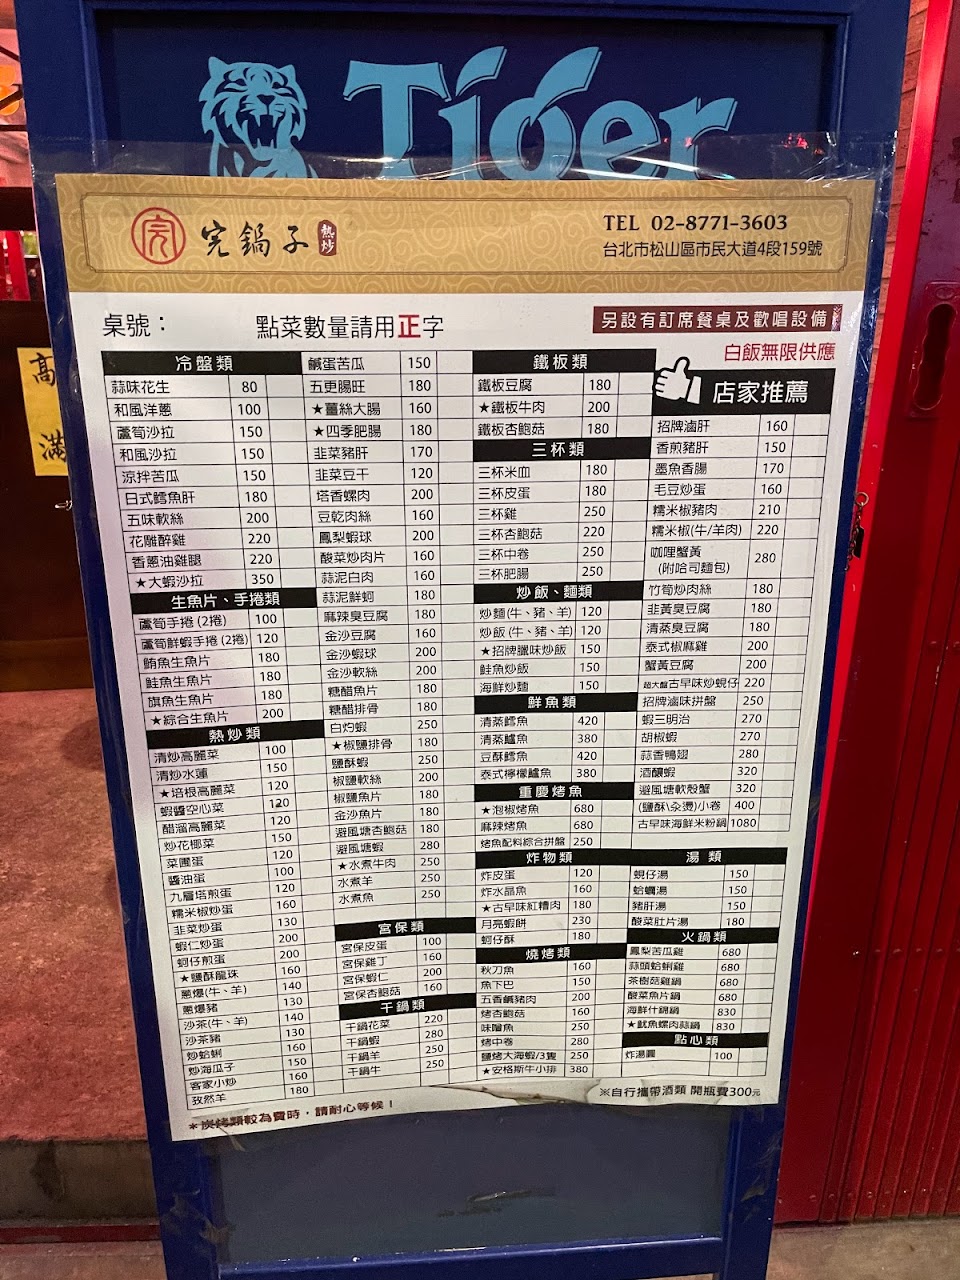 Tiger
完 完鍋子 熱炒
TEL 02-8771-3603
台北市松山區市民大道4段159號
桌號：
點菜數量請用正字
另設有訂席餐桌及歡唱設備
白飯無限供應
冷盤類
蒜味花生 80
和風洋蔥 100
蘆筍沙拉 150
和風沙拉 150
涼拌苦瓜 150
日式鱈魚肝 180
五味軟絲 200
花雕醉雞 220
香蔥油雞腿 220
★大蝦沙拉 350
生魚片、手捲類
蘆筍手捲 (2捲) 100
蘆筍鮮蝦手捲 (2捲) 120
鮪魚生魚片 180
鮭魚生魚片 180
旗魚生魚片 180
★綜合生魚片 200
熱炒類
清炒高麗菜 100
清炒水蓮 150
★培根高麗菜 120
蝦醬空心菜 120
醋溜高麗菜 120
炒花椰菜 150
菜脯蛋 120
醬油蛋 100
九層塔煎蛋 120
糯米椒炒蛋 160
韭菜炒蛋 130
蝦仁炒蛋 200
蚵仔煎蛋 200
★鹽酥龍珠 160
蔥爆(牛、羊) 140
蔥爆豬 130
沙茶(牛、羊) 140
沙茶豬 130
炒蛤蜊 160
炒海瓜子 150
客家小炒 160
孜然羊 180
鹹蛋苦瓜 150
五更腸旺 180
★薑絲大腸 160
★四季肥腸 180
韭菜豬肝 170
韭菜豆干 120
塔香螺肉 200
豆乾肉絲 160
鳳梨蝦球 200
酸菜炒肉片 160
蒜泥白肉 160
蒜泥鮮蚵 180
麻辣臭豆腐 180
金沙豆腐 160
金沙蝦球 200
金沙軟絲 200
糖醋魚片 180
糖醋排骨 180
白灼蝦 250
★椒鹽排骨 180
鹽酥蝦 250
椒鹽軟絲 200
椒鹽魚片 180
金沙魚片 180
避風塘杏鮑菇 180
避風塘蝦 280
★水煮牛肉 250
水煮羊 250
水煮魚 250
宮保類
宮保皮蛋 100
宮保雞丁 160
宮保蝦仁 200
宮保杏鮑菇 160
干鍋類
干鍋花菜 220
干鍋蝦 280
干鍋羊 250
干鍋牛 250
鐵板類
鐵板豆腐 180
★鐵板牛肉 200
鐵板杏鮑菇 180
三杯類
三杯米血 180
三杯皮蛋 180
三杯雞 250
三杯杏鮑菇 220
三杯中卷 250
三杯肥腸 250
炒飯、麵類
炒麵(牛、豬、羊) 120
炒飯(牛、豬、羊) 120
★招牌臘味炒飯 150
鮭魚炒飯 150
海鮮炒麵 150
鮮魚類
清蒸鱈魚 420
清蒸鱸魚 380
豆酥鱈魚 420
泰式檸檬鱸魚 380
重慶烤魚
★泡椒烤魚 680
麻辣烤魚 680
烤魚配料綜合拼盤 250
炸物類
炸皮蛋 120
炸水晶魚 160
★古早味紅糟肉 180
月亮蝦餅 230
蚵仔酥 180
燒烤類
秋刀魚 160
魚下巴 150
五香鹹豬肉 200
烤杏鮑菇 160
味噌魚 250
烤中卷 280
鹽烤大海蝦/3隻 250
★安格斯牛小排 380
店家推薦
招牌滷肝 160
香煎豬肝 150
墨魚香腸 170
毛豆炒蛋 160
糯米椒豬肉 210
糯米椒(牛/羊肉) 220
咖哩蟹黃
(附哈司麵包) 280
竹筍炒肉絲 180
韭黃臭豆腐 180
清蒸臭豆腐 180
泰式椒麻雞 200
蟹黃豆腐 200
超大盤古早味炒蜆仔 220
招牌滷味拼盤 250
蝦三明治 270
胡椒蝦 270
蒜香鴨翅 280
酒釀蝦 320
避風塘軟殼蟹 320
(鹽酥\汆燙)小卷 400
古早味海鮮米粉鍋 1080
湯類
蜆仔湯 150
蛤蠣湯 150
豬肝湯 150
酸菜肚片湯 180
火鍋類
鳳梨苦瓜雞 680
蒜頭蛤蜊雞 680
茶樹菇雞鍋 680
酸菜魚片鍋 680
海鮮什錦鍋 830
★魷魚螺肉蒜鍋 830
點心類
炸湯圓 100
※自行攜帶酒類 開瓶費300元
＊炭烤類較為費時，請耐心等候！
高
滿